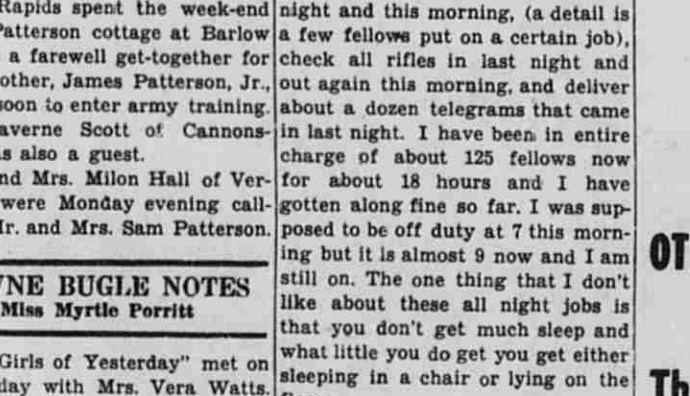 Rapids spent the week-end
Patterson cottage at Barlow
a farewell get-together for
other, James Patterson, Jr.,
soon to enter army training.
averne Scott of Cannons-
s also a guest.
nd Mrs. Milon Hall of Ver-
were Monday evening call-
Mr. and Mrs. Sam Patterson.
NE BUGLE NOTES
Miss Myrtle Porritt
Girls of Yesterday" met on
day with Mrs. Vera Watts.
night and this morning, (a detail is
a few fellows put on a certain job),
check all rifles in last night and
out again this morning, and deliver
about a dozen telegrams that came
in last night. I have been in entire
charge of about 125 fellows now
for about 18 hours and I have
gotten along fine so far. I was sup-
posed to be off duty at 7 this morn-
ing but it is almost 9 now and I am
still on. The one thing that I don't
like about these all night jobs is
that you don't get much sleep and
what little you do get you get either
sleeping in a chair or lying on the
OT
Th